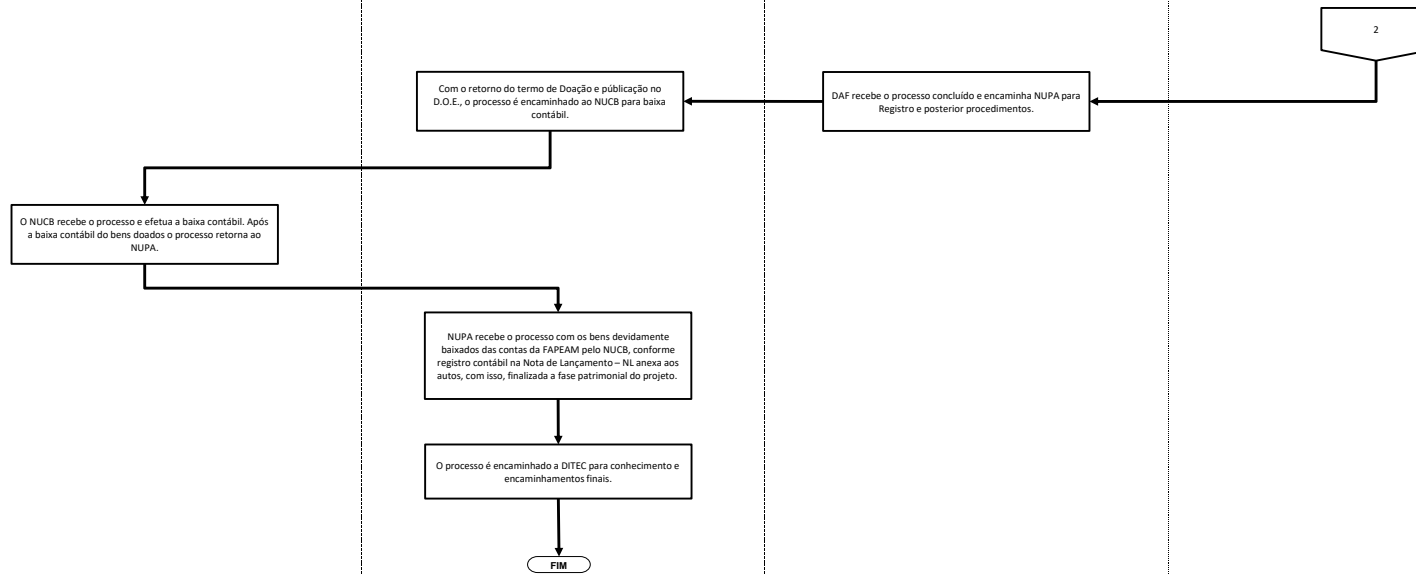 2
DAF recebe o processo concluído e encaminha NUPA para
Registro e posterior procedimentos.
Com o retorno do termo de Doação e públicação no
D.O.E., o processo é encaminhado ao NUCB para baixa
contábil.
O NUCB recebe o processo e efetua a baixa contábil. Após
a baixa contábil do bens doados o processo retorna ao
NUPA.
NUPA recebe o processo com os bens devidamente
baixados das contas da FAPEAM pelo NUCB, conforme
registro contábil na Nota de Lançamento – NL anexa aos
autos, com isso, finalizada a fase patrimonial do projeto.
O processo é encaminhado a DITEC para conhecimento e
encaminhamentos finais.
FIM